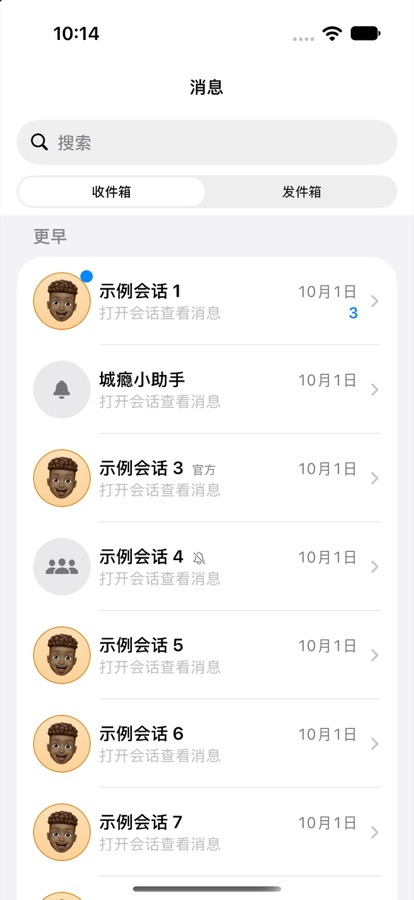 10:14
消息
搜索
收件箱 发件箱
更早
示例会话 1 10月1日
打开会话查看消息 3
城瘾小助手 10月1日
打开会话查看消息
示例会话 3 官方 10月1日
打开会话查看消息
示例会话 4 10月1日
打开会话查看消息
示例会话 5 10月1日
打开会话查看消息
示例会话 6 10月1日
打开会话查看消息
示例会话 7 10月1日
打开会话查看消息